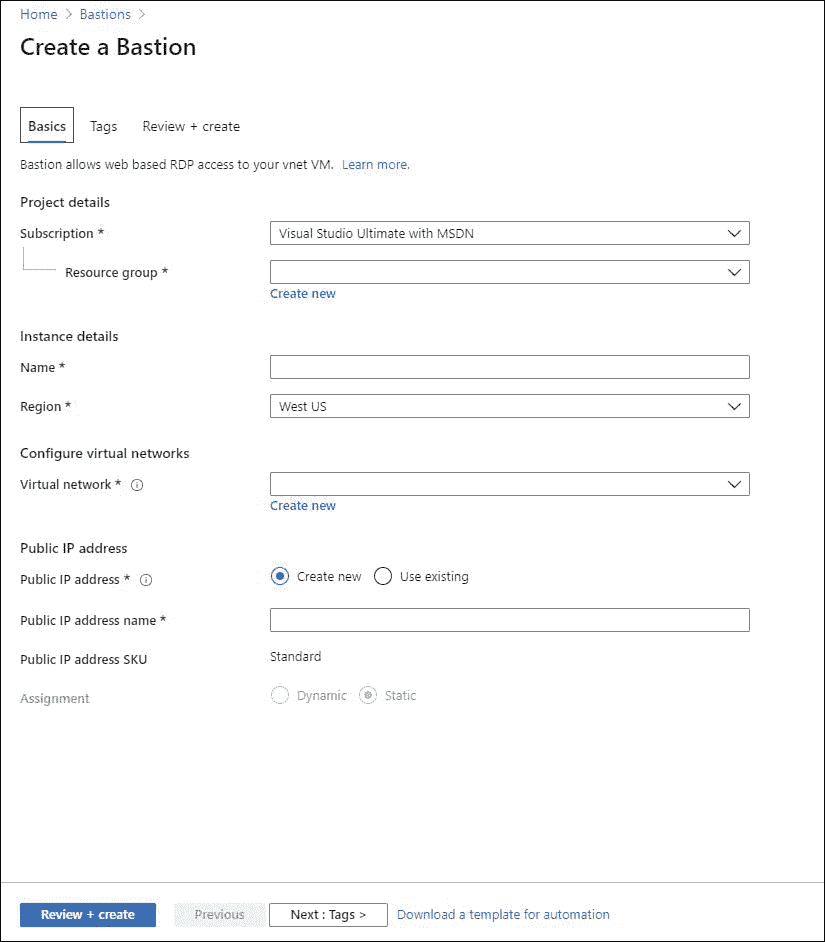 Home > Bastions >
Create a Bastion
Basics Tags Review + create
Bastion allows web based RDP access to your vnet VM. Learn more.
Project details
Subscription * Visual Studio Ultimate with MSDN
Resource group *
Create new
Instance details
Name *
Region * West US
Configure virtual networks
Virtual network *
Create new
Public IP address
Public IP address * Create new Use existing
Public IP address name *
Public IP address SKU Standard
Assignment Dynamic Static
Review + create Previous Next : Tags > Download a template for automation